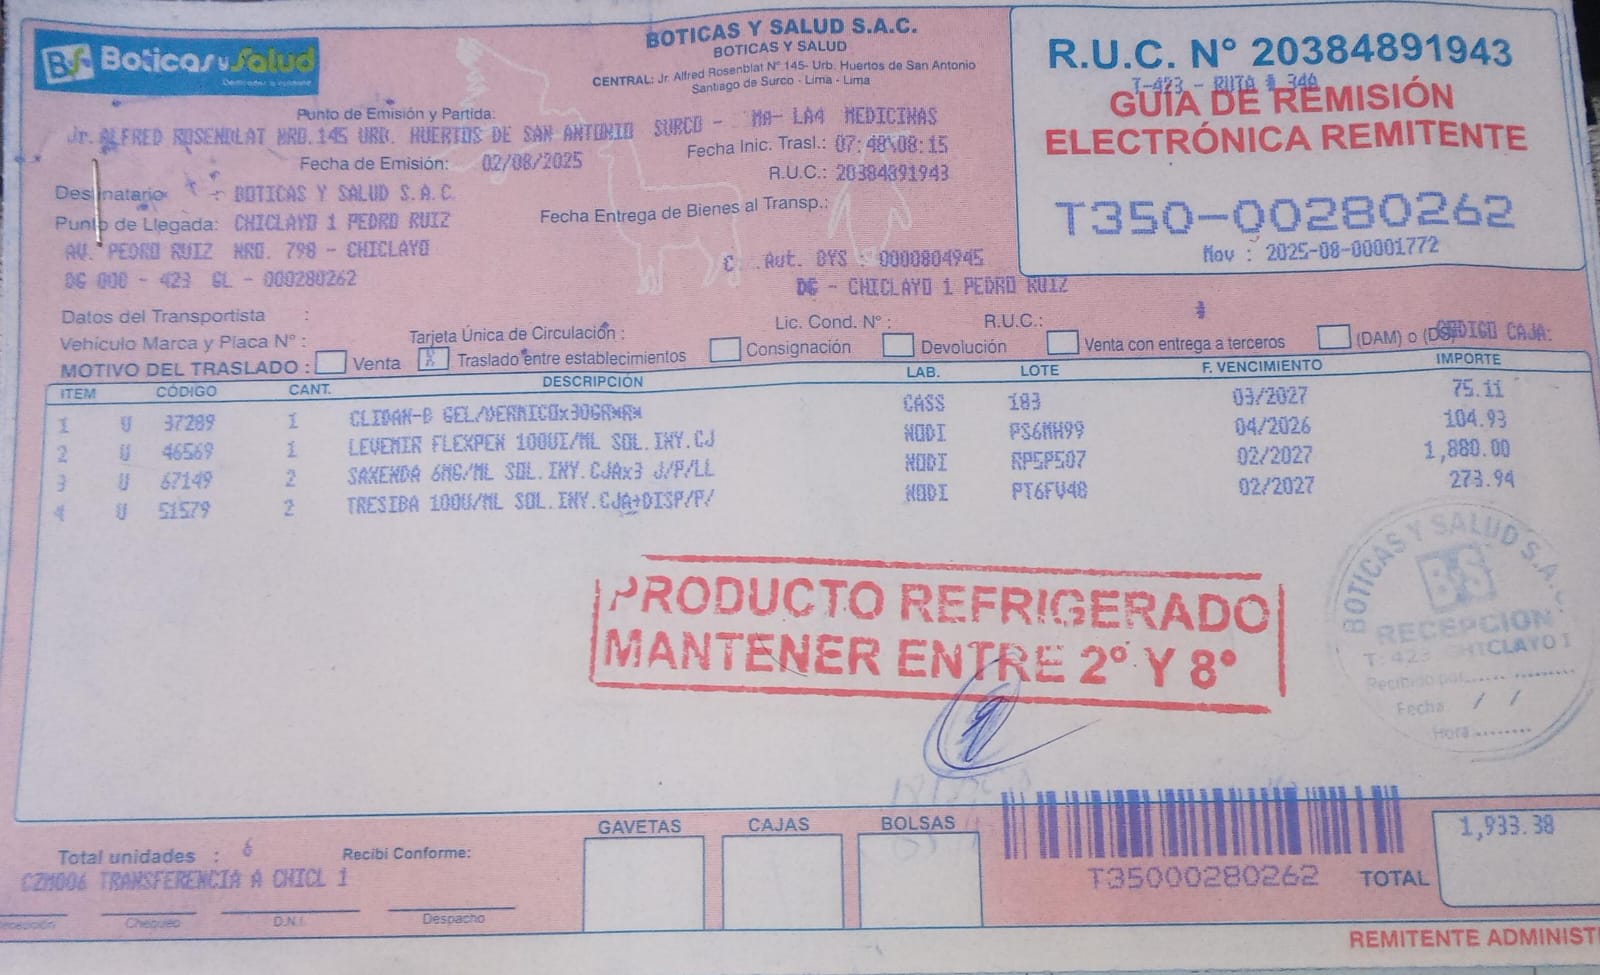 BS Boticas y Salud
BOTICAS Y SALUD S.A.C.
BOTICAS Y SALUD
CENTRAL: Jr. Alfred Rosenblat N° 145- Urb. Huertos de San Antonio
Santiago de Surco - Lima - Lima
R.U.C. N° 20384891943
T-423 - RUTA # 340
GUÍA DE REMISIÓN
ELECTRÓNICA REMITENTE
T350-00280262
Mov : 2025-08-00001772
Punto de Emisión y Partida:
Jr. ALFRED ROSENBLAT NRO.145 URB. HUERTOS DE SAN ANTONIO SURCO - MA- LA4 MEDICINAS
Fecha de Emisión: 02/08/2025
Fecha Inic. Trasl.: 07:48\08:15
R.U.C.: 20384891943
Destinatario : BOTICAS Y SALUD S.A.C.
Punto de Llegada: CHICLAYO 1 PEDRO RUIZ
Fecha Entrega de Bienes al Transp.:
AV. PEDRO RUIZ NRO. 798 - CHICLAYO
Aut. BYS : 0000804945
DG 000 - 423 GL - 000280262
DG - CHICLAYO 1 PEDRO RUIZ
Datos del Transportista :
Vehículo Marca y Placa N° :
Tarjeta Única de Circulación :
Lic. Cond. N° :
R.U.C.:
#
MOTIVO DEL TRASLADO : Venta X Traslado entre establecimientos Consignación Devolución Venta con entrega a terceros (DAM) o CODIGO CAJA:
ITEM CÓDIGO CANT. DESCRIPCIÓN LAB. LOTE F. VENCIMIENTO IMPORTE
1 U 37289 1 CLIDAN-B GEL/DERMICOx30GR*R* CASS 183 03/2027 75.11
2 U 46569 1 LEVEMIR FLEXPEN 100UI/ML SOL.INY.CJ NODI PS6MH99 04/2026 104.93
3 U 67149 2 SAXENDA 6MG/ML SOL.INY.CJAx3 J/P/LL NODI RP5P507 02/2027 1,880.00
4 U 51579 2 TRESIBA 100U/ML SOL.INY.CJA+DISP/P/ NODI PT6FV48 02/2027 273.94
PRODUCTO REFRIGERADO
MANTENER ENTRE 2° Y 8°
BOTICAS Y SALUD S.A.C.
BS
RECEPCION
T: 423 CHICLAYO 1
Recibido por
Fecha / /
Hora
GAVETAS CAJAS BOLSAS
Total unidades : 6
Recibi Conforme:
CZM006 TRANSFERENCIA A CHICL 1
Chequeo D.N.I. Despacho
T35000280262
TOTAL 1,933.38
REMITENTE ADMINIST